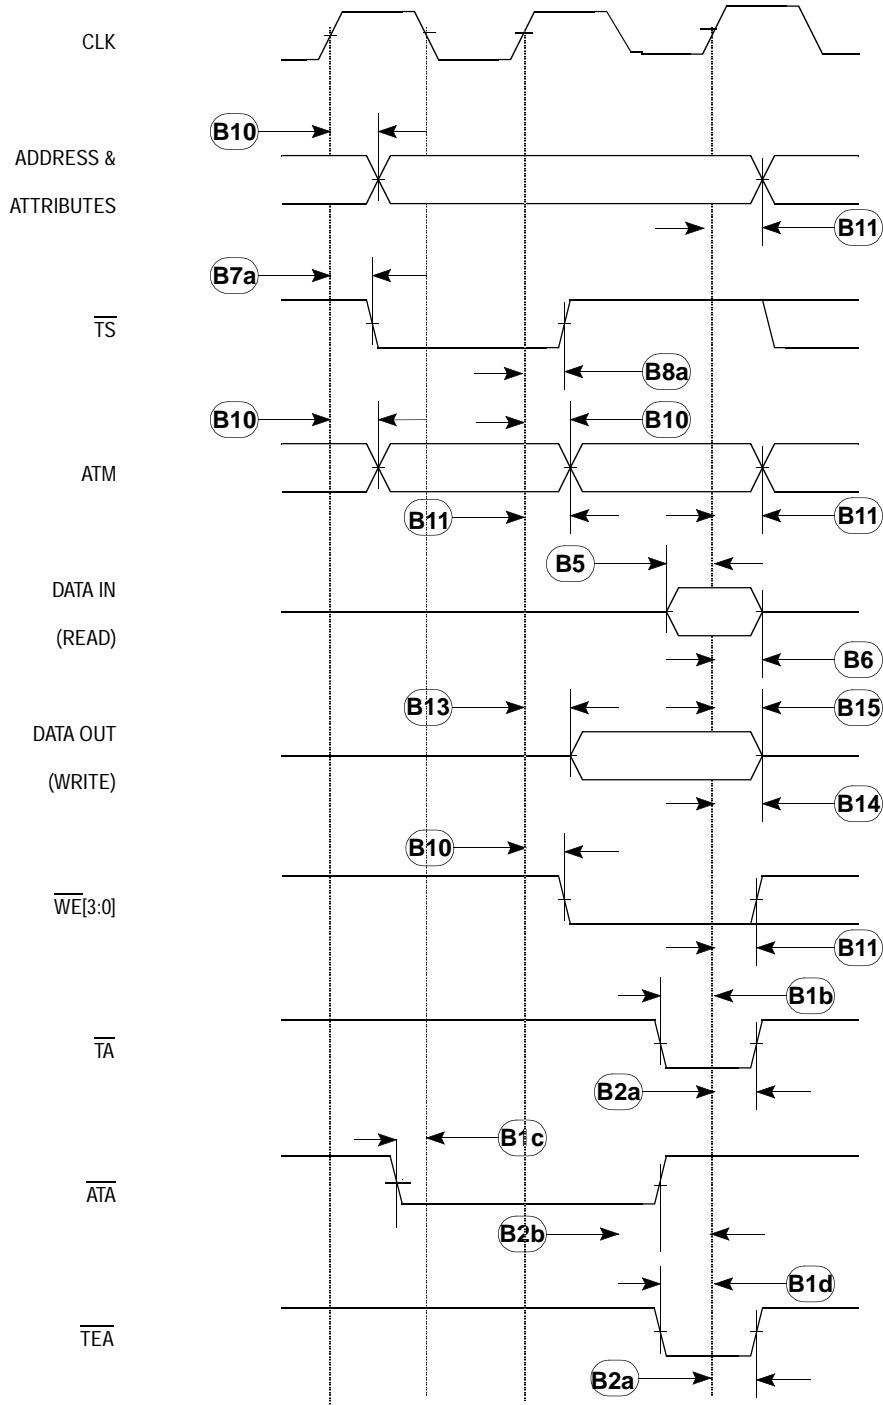 CLK
B10
ADDRESS &
ATTRIBUTES
B11
B7a
TS
B8a
B10
B10
ATM
B11
B11
B5
DATA IN
(READ)
B6
B13
B15
DATA OUT
(WRITE)
B14
B10
WE[3:0]
B11
B1b
TA
B2a
B1c
ATA
B2b
B1d
TEA
B2a